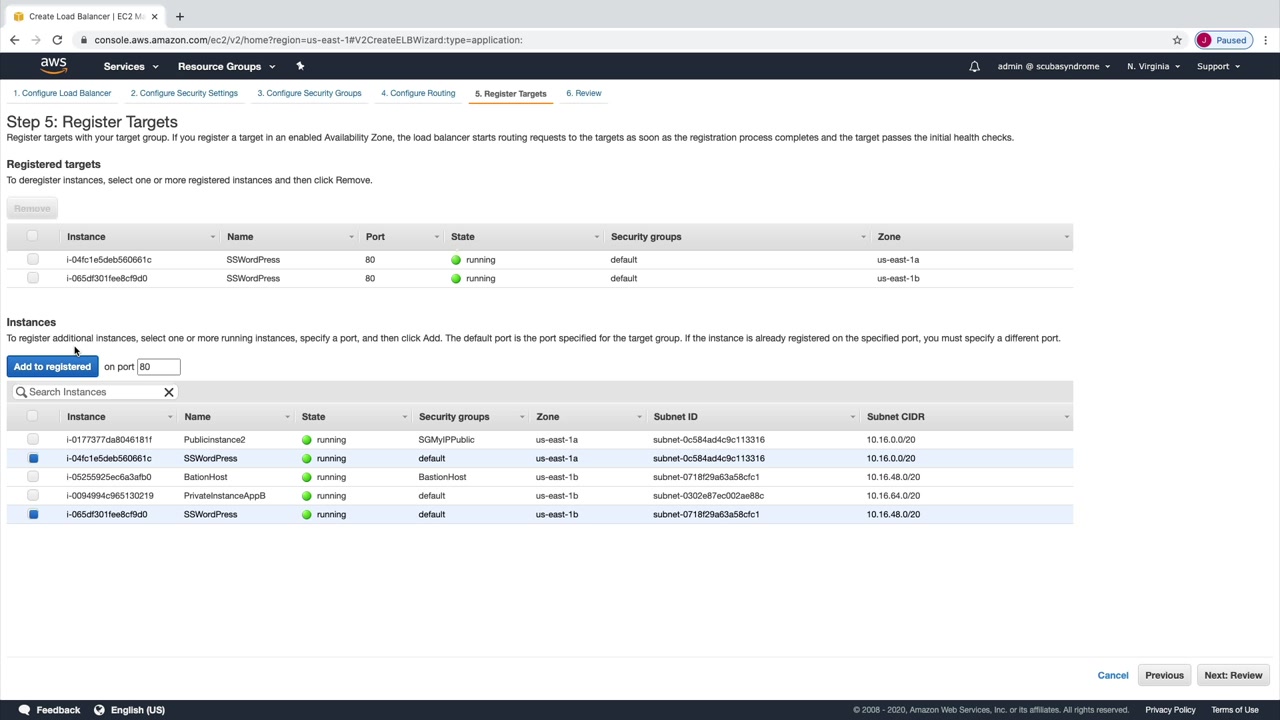 Create Load Balancer | EC2 M
console.aws.amazon.com/ec2/v2/home?region=us-east-1#V2CreateELBWizard:type=application:
J Paused
aws Services Resource Groups admin @ scubasyndrome N. Virginia Support
1. Configure Load Balancer 2. Configure Security Settings 3. Configure Security Groups 4. Configure Routing 5. Register Targets 6. Review
Step 5: Register Targets
Register targets with your target group. If you register a target in an enabled Availability Zone, the load balancer starts routing requests to the targets as soon as the registration process completes and the target passes the initial health checks.
Registered targets
To deregister instances, select one or more registered instances and then click Remove.
Remove
Instance Name Port State Security groups Zone
i-04fc1e5deb560661c SSWordPress 80 running default us-east-1a
i-065df301fee8cf9d0 SSWordPress 80 running default us-east-1b
Instances
To register additional instances, select one or more running instances, specify a port, and then click Add. The default port is the port specified for the target group. If the instance is already registered on the specified port, you must specify a different port.
Add to registered on port 80
Search Instances
Instance Name State Security groups Zone Subnet ID Subnet CIDR
i-0177377da8046181f Publicinstance2 running SGMyIPPublic us-east-1a subnet-0c584ad4c9c113316 10.16.0.0/20
i-04fc1e5deb560661c SSWordPress running default us-east-1a subnet-0c584ad4c9c113316 10.16.0.0/20
i-05255925ec6a3afb0 BationHost running BastionHost us-east-1b subnet-0718f29a63a58cfc1 10.16.48.0/20
i-0094994c965130219 PrivateInstanceAppB running default us-east-1b subnet-0302e87ec002ae88c 10.16.64.0/20
i-065df301fee8cf9d0 SSWordPress running default us-east-1b subnet-0718f29a63a58cfc1 10.16.48.0/20
Cancel Previous Next: Review
Feedback English (US) © 2008 - 2020, Amazon Web Services, Inc. or its affiliates. All rights reserved. Privacy Policy Terms of Use